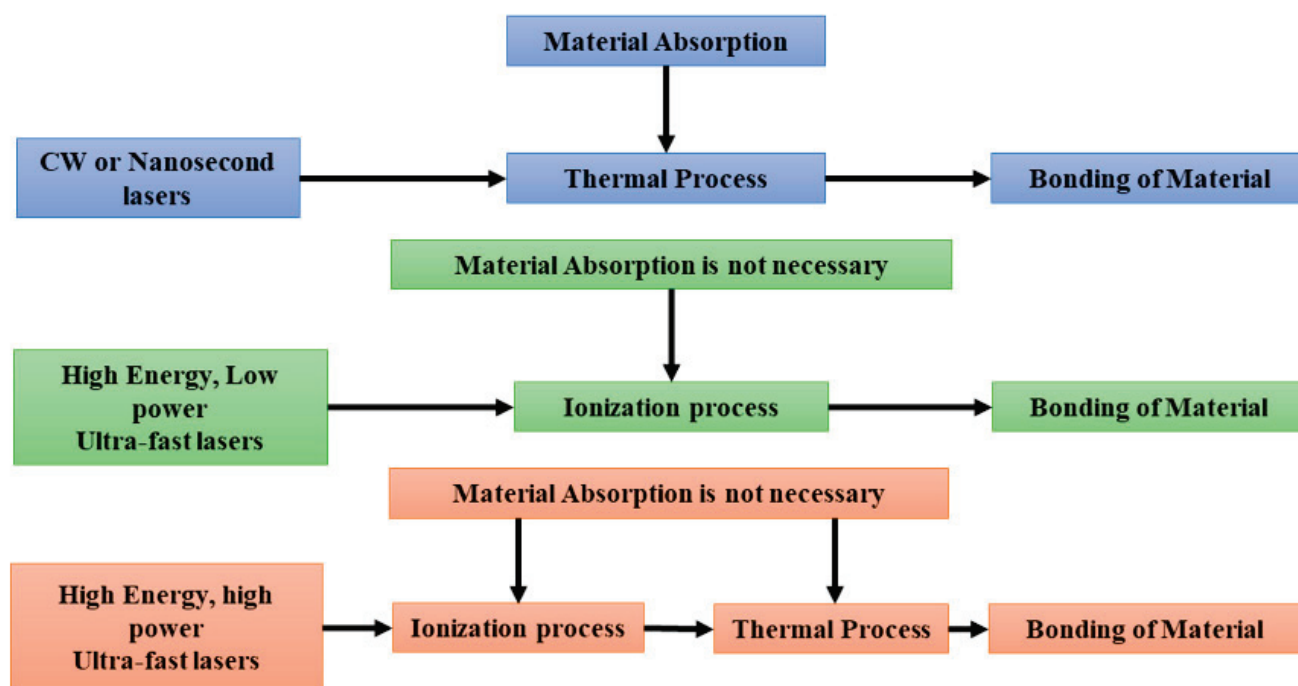 Material Absorption
CW or Nanosecond
lasers
Thermal Process
Bonding of Material
Material Absorption is not necessary
High Energy, Low
power
Ultra-fast lasers
Ionization process
Bonding of Material
Material Absorption is not necessary
High Energy, high
power
Ultra-fast lasers
Ionization process
Thermal Process
Bonding of Material